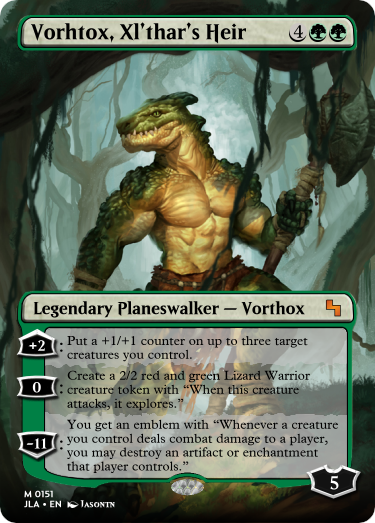 Vorhtox, Xl'thar's Heir 4
Legendary Planeswalker — Vorthox
+2: Put a +1/+1 counter on up to three target
creatures you control.
0: Create a 2/2 red and green Lizard Warrior
creature token with “When this creature
attacks, it explores.”
-11: You get an emblem with “Whenever a creature
you control deals combat damage to a player,
you may destroy an artifact or enchantment
that player controls.”
5
M 0151
JLA • EN Jasontn